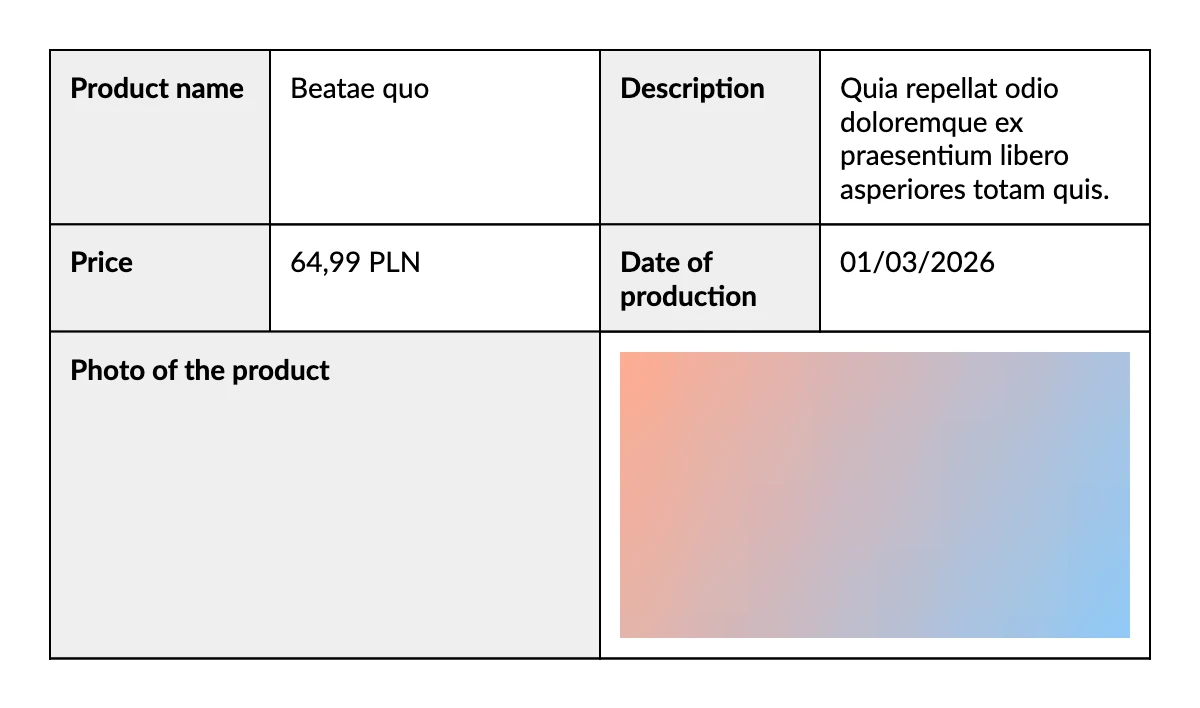 Product name
Beatae quo
Description
Quia repellat odio
doloremque ex
praesentium libero
asperiores totam quis.
Price
64,99 PLN
Date of
production
01/03/2026
Photo of the product